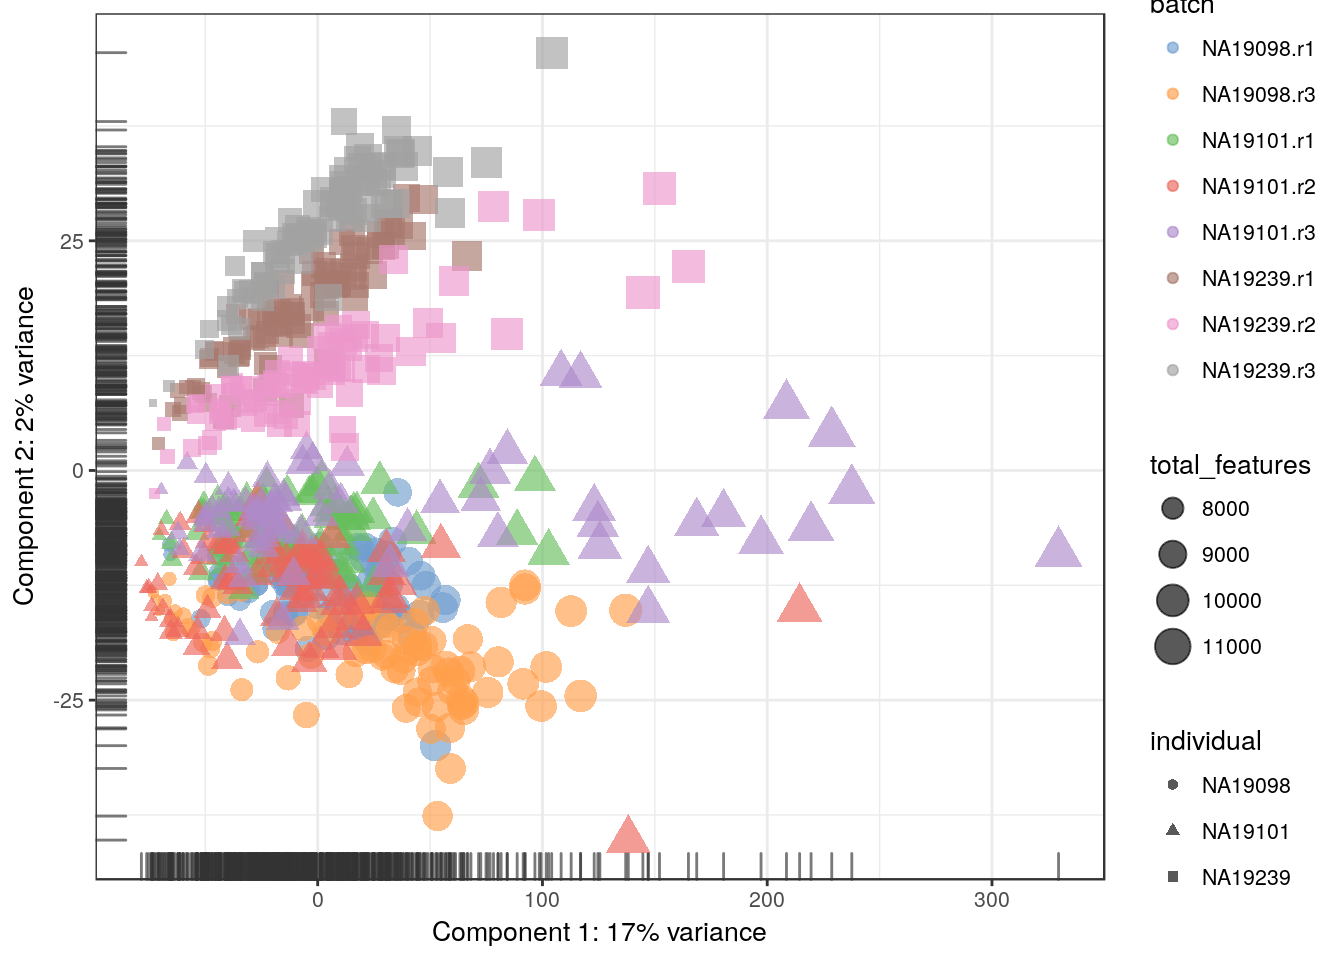 batch
NA19098.r1
NA19098.r3
NA19101.r1
NA19101.r2
NA19101.r3
NA19239.r1
NA19239.r2
NA19239.r3
total_features
8000
9000
10000
11000
individual
NA19098
NA19101
NA19239
Component 2: 2% variance
25
0
-25
0
100
200
300
Component 1: 17% variance